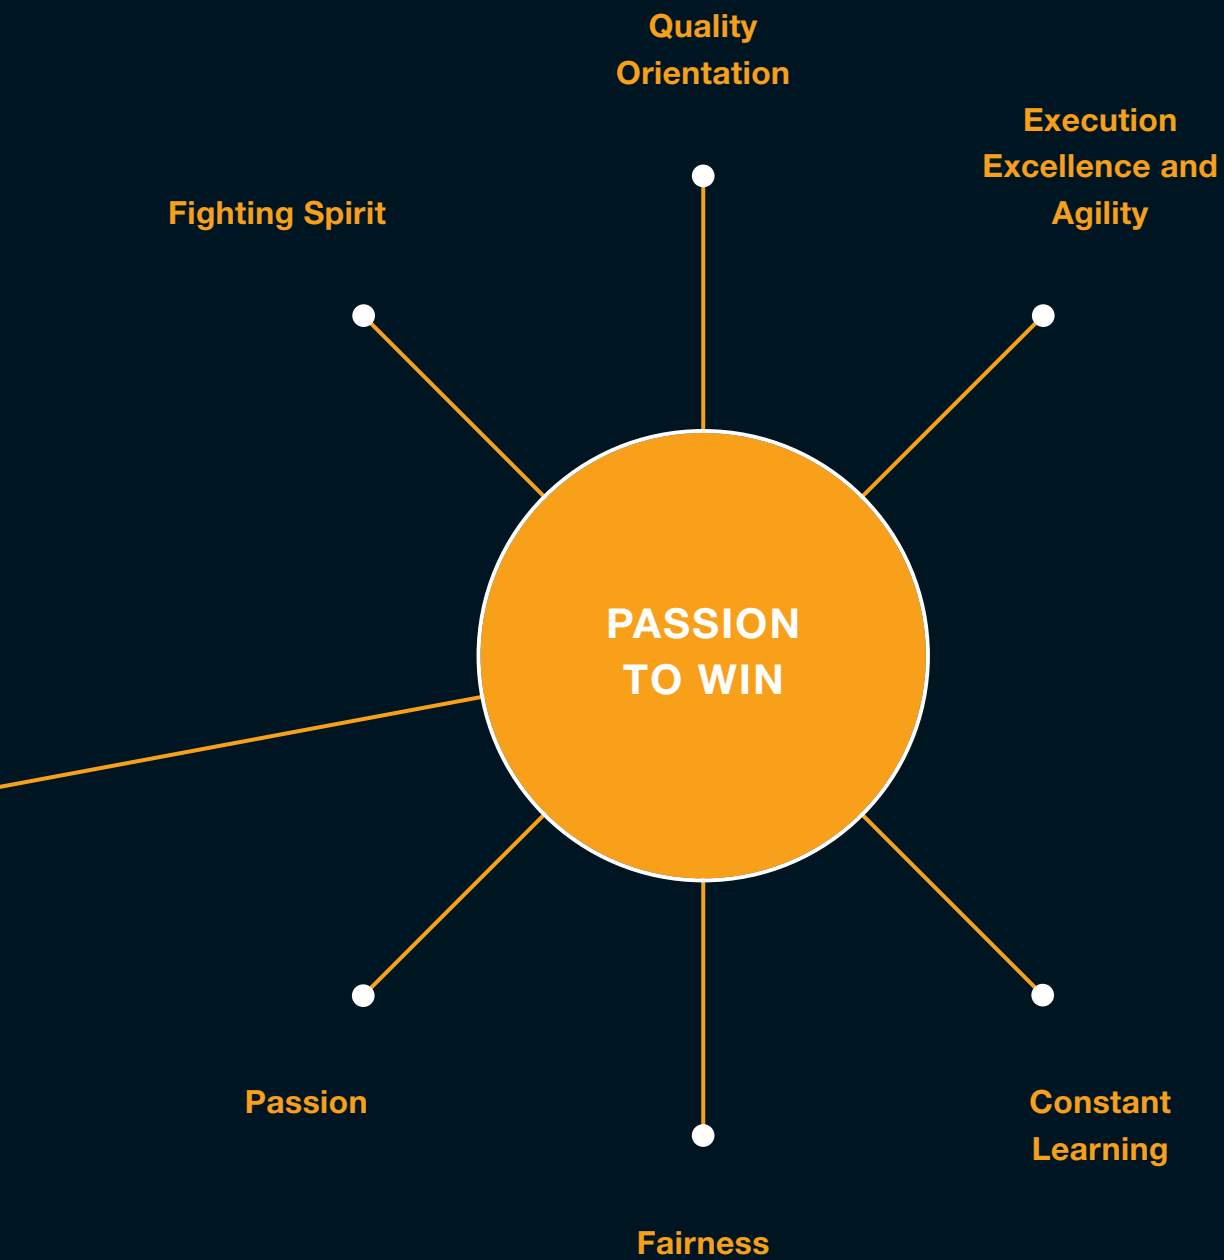 Quality
Orientation
Execution
Excellence and
Agility
Fighting Spirit
PASSION
TO WIN
Passion
Constant
Learning
Fairness